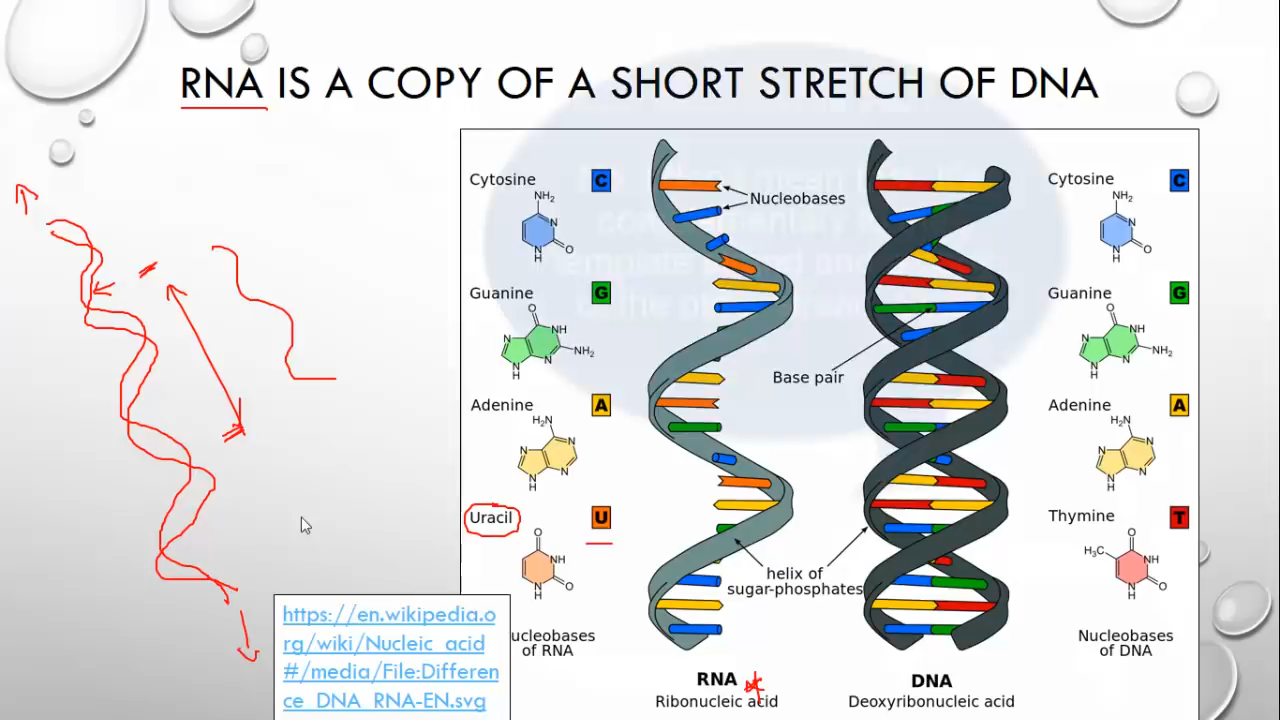 RNA IS A COPY OF A SHORT STRETCH OF DNA
Cytosine
C
NH₂
N
O
N
H
Guanine
G
O
NH
N
N
N
NH₂
H
Adenine
A
H₂N
N
N
N
N
H
Uracil
U
O
NH
O
N
H
Nucleobases
Base pair
helix of
sugar-phosphates
Cytosine
C
NH₂
N
O
N
H
Guanine
G
O
NH
N
N
N
NH₂
H
Adenine
A
H₂N
N
N
N
N
H
Thymine
T
O
H₃C
NH
O
N
H
https://en.wikipedia.o
rg/wiki/Nucleic_acid
#/media/File:Differen
ce_DNA_RNA-EN.svg
ucleobases
of RNA
RNA
Ribonucleic acid
DNA
Deoxyribonucleic acid
Nucleobases
of DNA